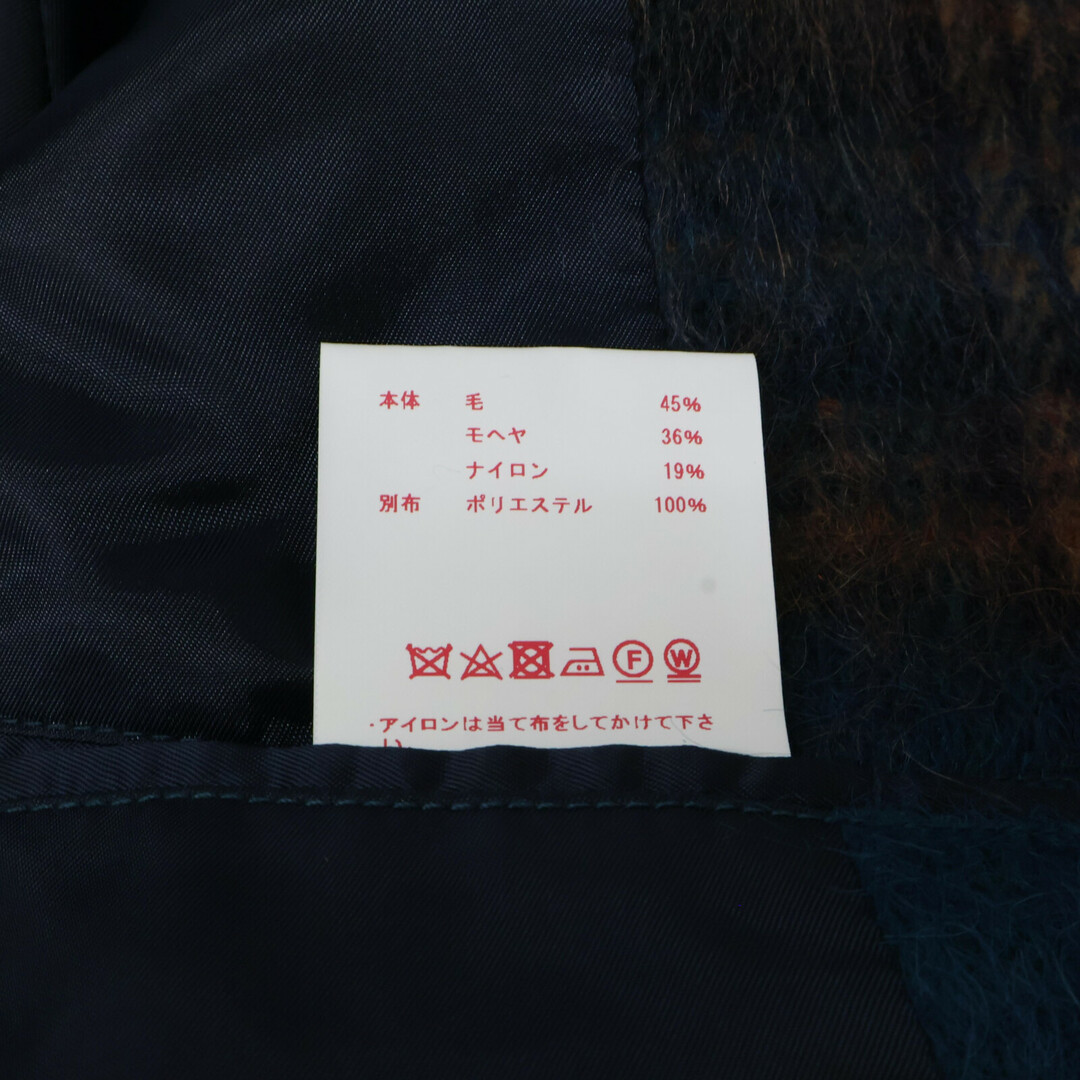 本体 毛 45%
モヘヤ 36%
ナイロン 19%
別布 ポリエステル 100%
F W
・アイロンは当て布をしてかけて下さ
い。